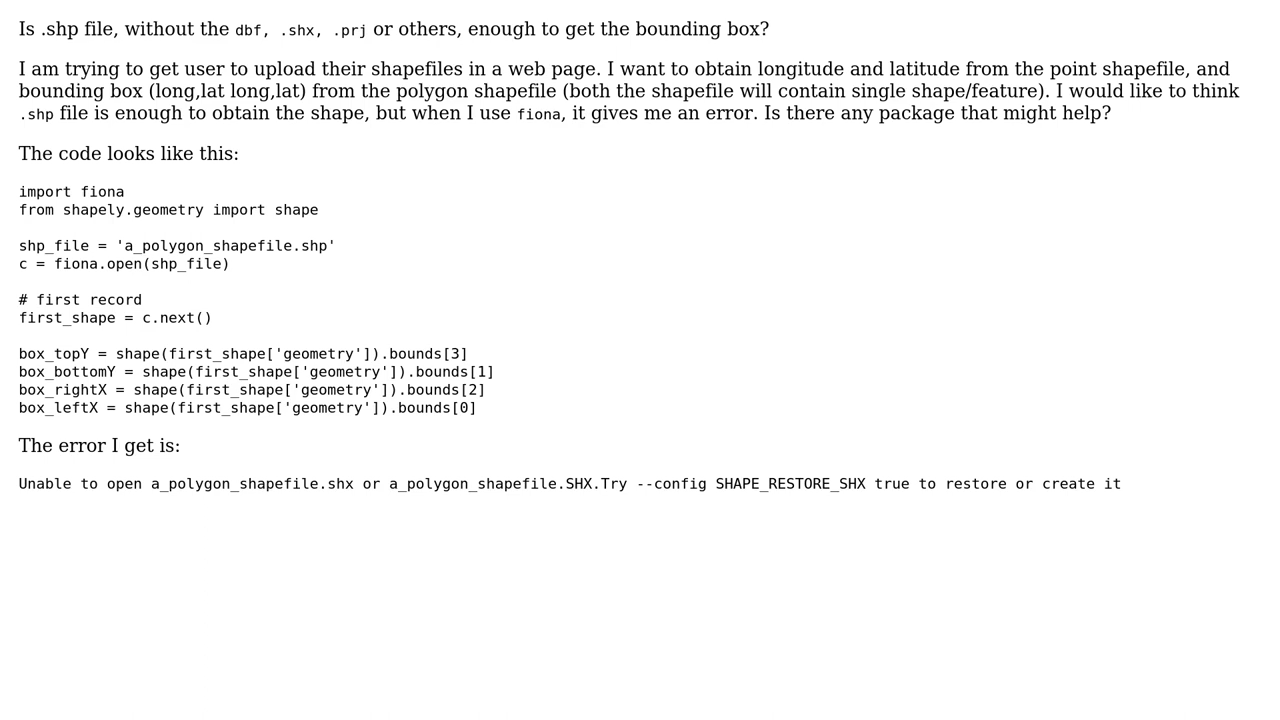 Is .shp file, without the dbf, .shx, .prj or others, enough to get the bounding box?
I am trying to get user to upload their shapefiles in a web page. I want to obtain longitude and latitude from the point shapefile, and
bounding box (long,lat long,lat) from the polygon shapefile (both the shapefile will contain single shape/feature). I would like to think
.shp file is enough to obtain the shape, but when I use fiona, it gives me an error. Is there any package that might help?
The code looks like this:
import fiona
from shapely.geometry import shape
shp_file = 'a_polygon_shapefile.shp'
c = fiona.open(shp_file)
# first record
first_shape = c.next()
box_topY = shape(first_shape['geometry']).bounds[3]
box_bottomY = shape(first_shape['geometry']).bounds[1]
box_rightX = shape(first_shape['geometry']).bounds[2]
box_leftX = shape(first_shape['geometry']).bounds[0]
The error I get is:
Unable to open a_polygon_shapefile.shx or a_polygon_shapefile.SHX.Try --config SHAPE_RESTORE_SHX true to restore or create it